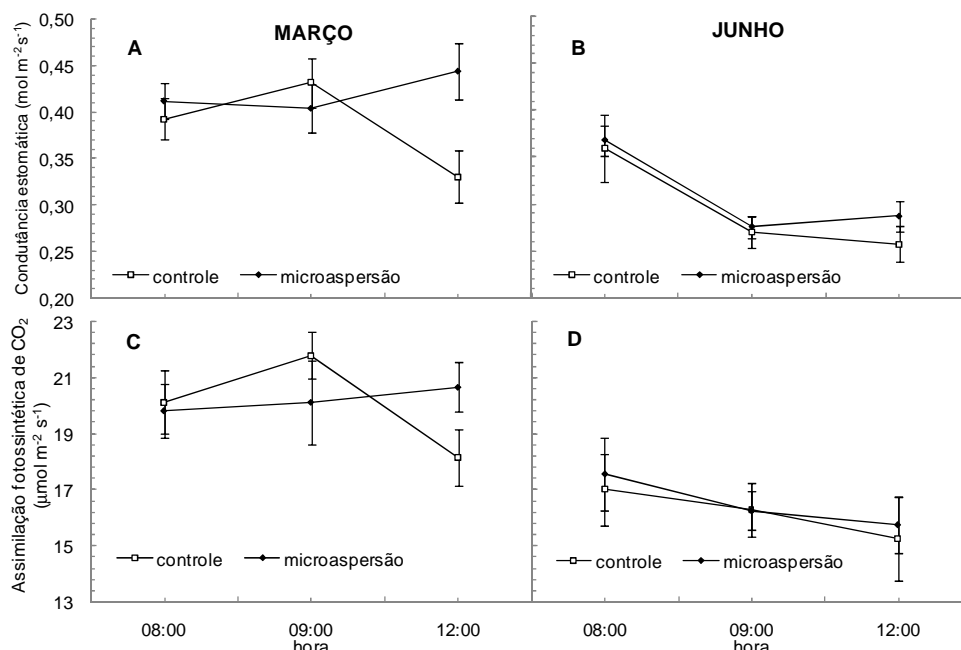 MARÇO
JUNHO
A
B
Condutância estomática (mol m⁻² s⁻¹)
0,50
0,45
0,40
0,35
0,30
0,25
0,20
controle
microaspersão
controle
microaspersão
C
D
Assimilação fotossintética de CO₂
(µmol m⁻² s⁻¹)
23
21
19
17
15
13
controle
microaspersão
controle
microaspersão
08:00
09:00
12:00
hora
08:00
09:00
12:00
hora